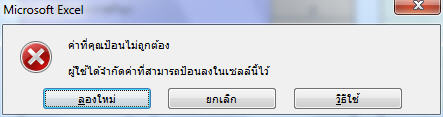 Microsoft Excel
ค่าที่คุณป้อนไม่ถูกต้อง
ผู้ใช้ได้จำกัดค่าที่สามารถป้อนลงในเซลล์นี้ไว้
ลองใหม่ ยกเลิก วิธีใช้